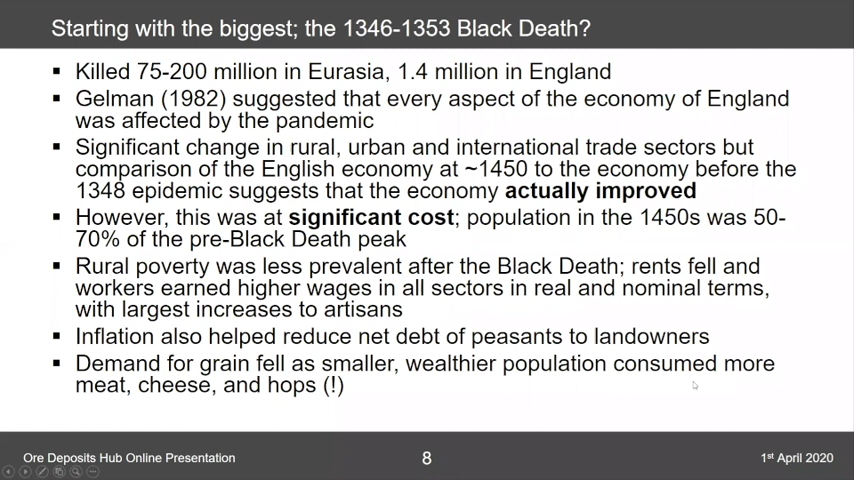 Starting with the biggest; the 1346-1353 Black Death?
▪ Killed 75-200 million in Eurasia, 1.4 million in England
▪ Gelman (1982) suggested that every aspect of the economy of England
was affected by the pandemic
▪ Significant change in rural, urban and international trade sectors but
comparison of the English economy at ~1450 to the economy before the
1348 epidemic suggests that the economy actually improved
▪ However, this was at significant cost; population in the 1450s was 50-
70% of the pre-Black Death peak
▪ Rural poverty was less prevalent after the Black Death; rents fell and
workers earned higher wages in all sectors in real and nominal terms,
with largest increases to artisans
▪ Inflation also helped reduce net debt of peasants to landowners
▪ Demand for grain fell as smaller, wealthier population consumed more
meat, cheese, and hops (!)
Ore Deposits Hub Online Presentation
8
1st April 2020